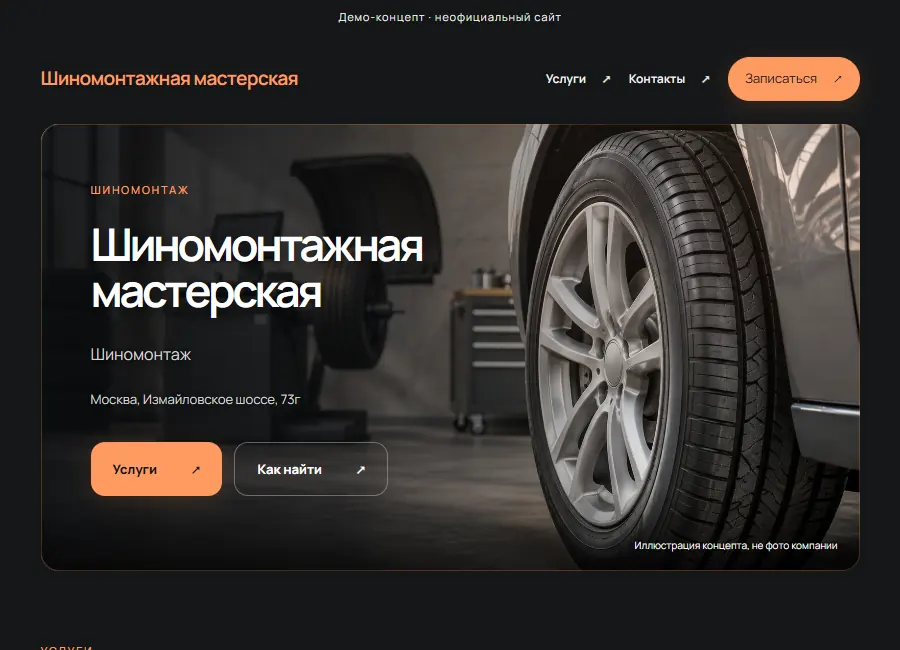 Демо-концепт · неофициальный сайт
Шиномонтажная мастерская
Услуги ↗ Контакты ↗ Записаться ↗
ШИНОМОНТАЖ
Шиномонтажная
мастерская
Шиномонтаж
Москва, Измайловское шоссе, 73г
Услуги ↗ Как найти ↗
Иллюстрация концепта, не фото компании
УСЛУГИ